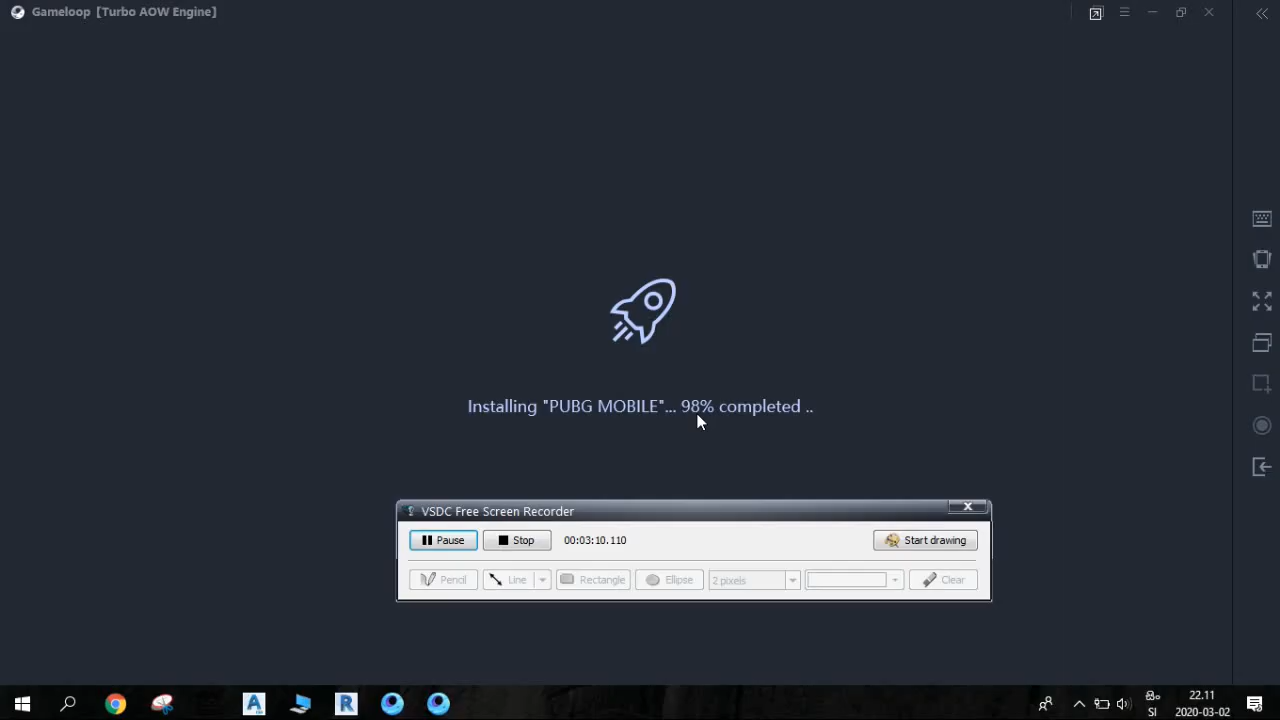 Gameloop [Turbo AOW Engine]
Installing "PUBG MOBILE"... 98% completed ..
VSDC Free Screen Recorder
Pause Stop 00:03:10.110 Start drawing
Pencil Line Rectangle Ellipse 2 pixels Clear
A
R
22.11
SI 2020-03-02